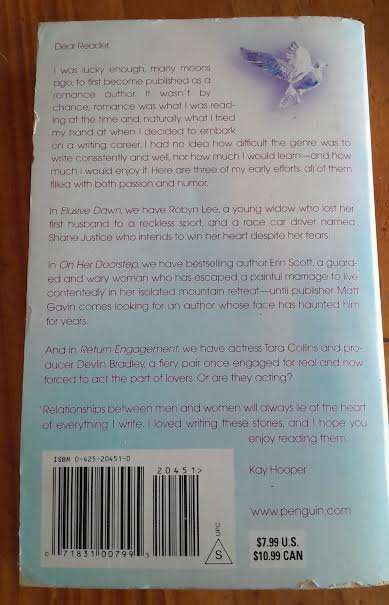 Dear Reader,
I was lucky enough, many moons
ago, to first become published as a
romance author. It wasn't by
chance; romance was what I was read-
ing at the time and, naturally, what I tried
my hand at when I decided to embark
on a writing career. I had no idea how difficult the genre was to
write consistently and well, nor how much I would learn—and how
much I would enjoy it. Here are three of my early efforts, all of them
filled with both passion and humor.
In Elusive Dawn, we have Robyn Lee, a young widow who lost her
first husband to a reckless sport, and a race car driver named
Shane Justice who intends to win her heart despite her fears.
In On Her Doorstep, we have bestselling author Erin Scott, a guard-
ed and wary woman who has escaped a painful marriage to live
contentedly in her isolated mountain retreat—until publisher Matt
Gavin comes looking for an author whose face has haunted him
for years.
And in Return Engagement, we have actress Tara Collins and pro-
ducer Devlin Bradley, a fiery pair once engaged for real and now
forced to act the part of lovers. Or are they acting?
Relationships between men and women will always lie at the heart
of everything I write. I loved writing these stories, and I hope you
enjoy reading them.
Kay Hooper
www.penguin.com
ISBN 0-425-20451-0
20451>
0 71831 00799 5
UPC
S
$7.99 U.S.
$10.99 CAN